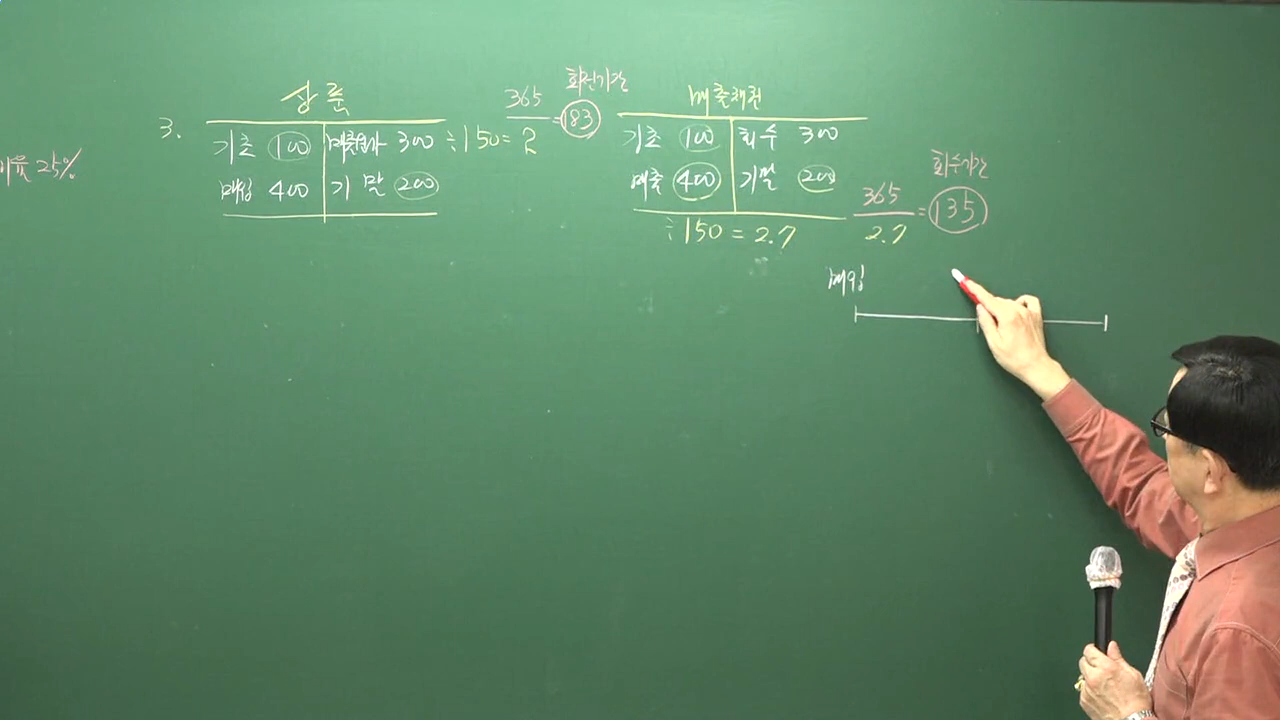 이율 25%
3.
상품
기초 100 매출원가 300 ÷150=2
매입 400 기말 200
365 = 183
회전기간
매출채권
기초 100 회수 300
매출 400 기말 200
÷150 = 2.7
365
2.7 = 135
회수기간
매입